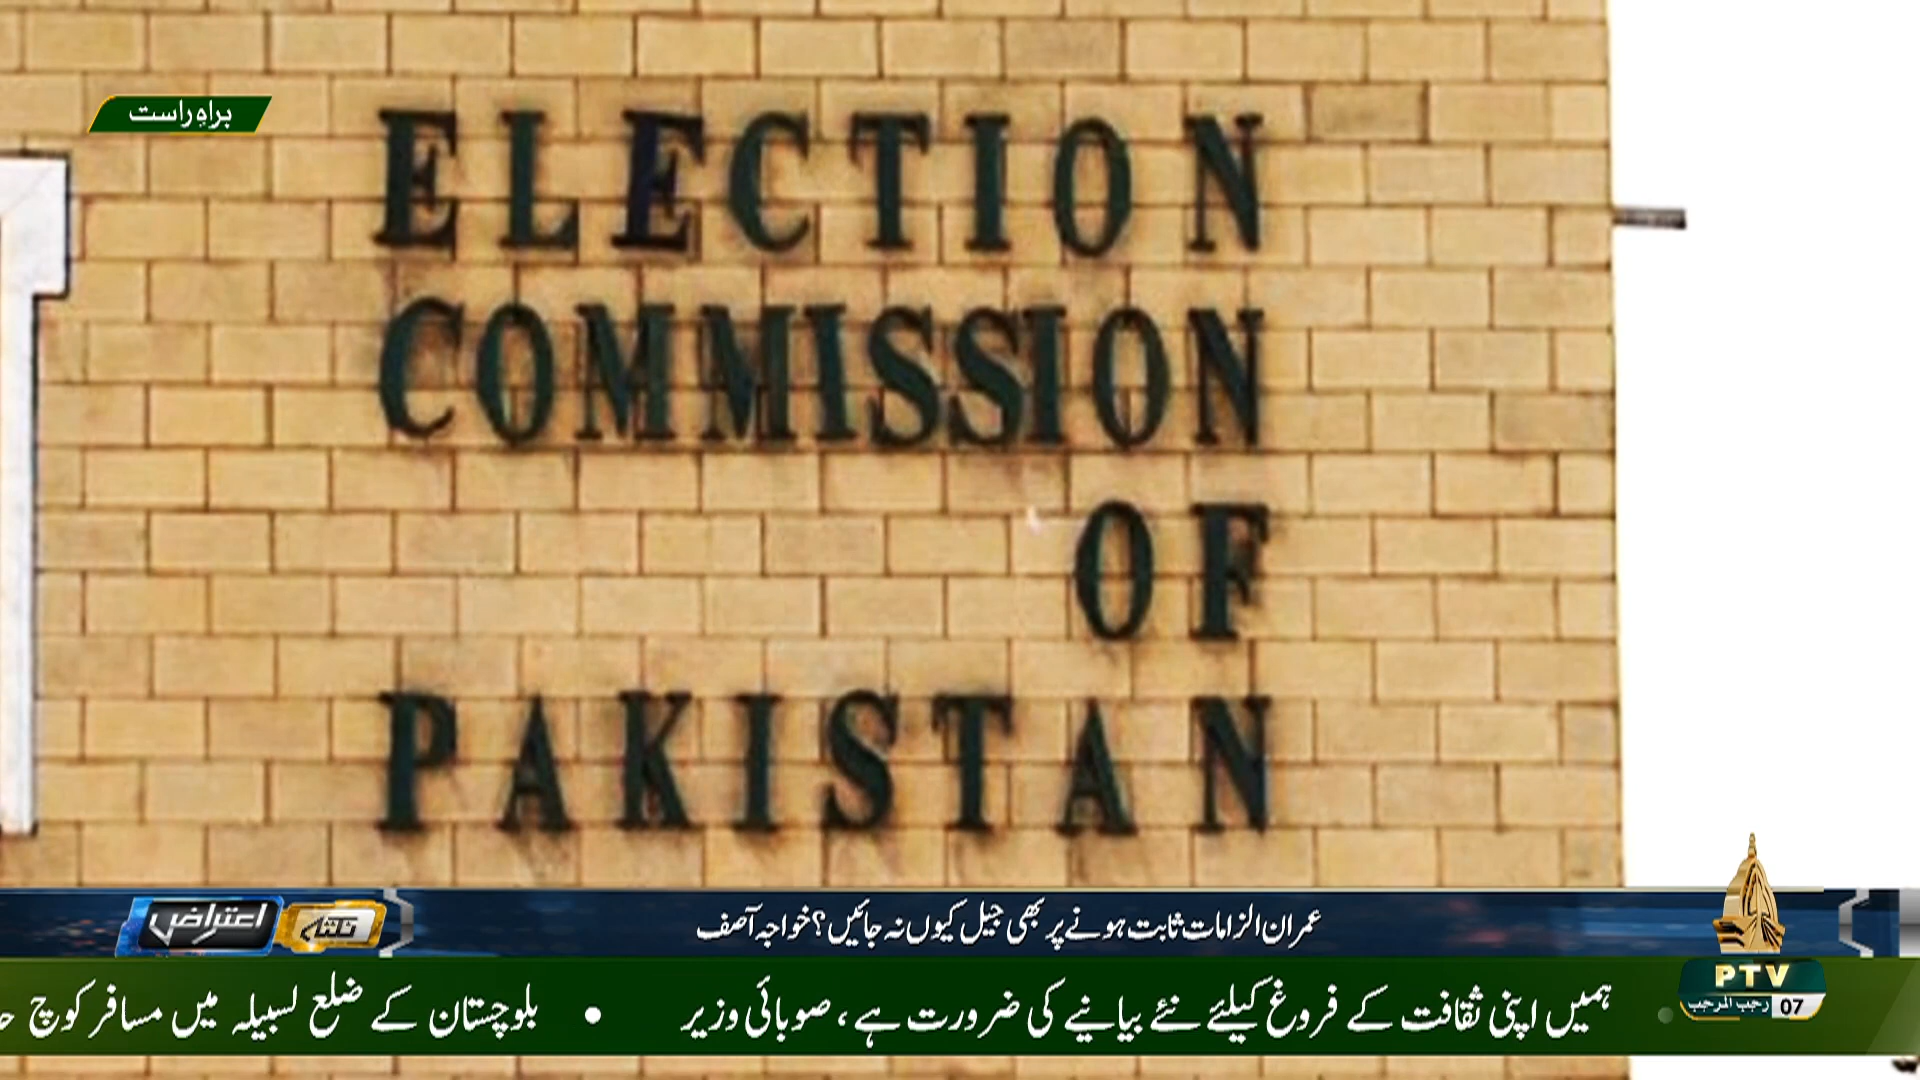 براہِ راست
ELECTION
COMMISSION
OF
PAKISTAN
نکتۂ اعتراض
عمران الزامات ثابت ہونے پر بھی جیل کیوں نہ جائیں؟ خواجہ آصف
PTV
07 رجب المرجب
ہمیں اپنی ثقافت کے فروغ کیلئے نئے بیانیے کی ضرورت ہے، صوبائی وزیر • بلوچستان کے ضلع لسبیلہ میں مسافر کوچ